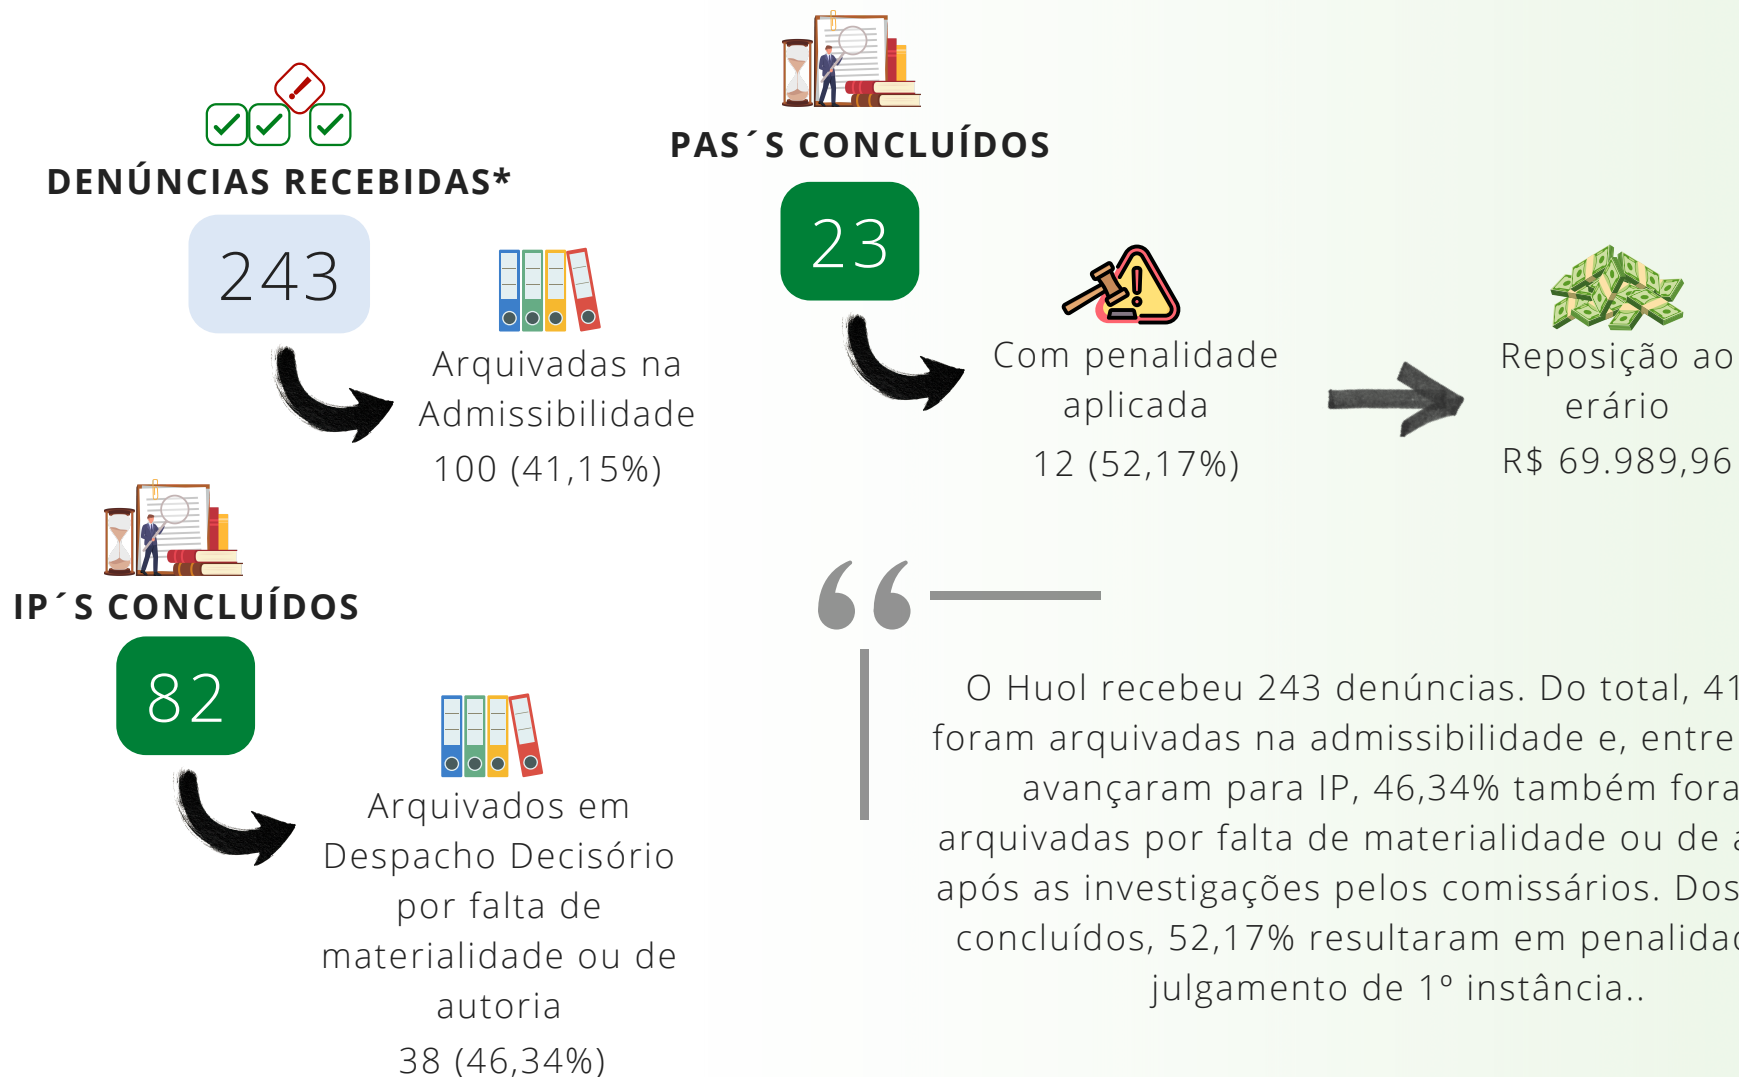 DENÚNCIAS RECEBIDAS*
243
Arquivadas na
Admissibilidade
100 (41,15%)
IP´S CONCLUÍDOS
82
Arquivados em
Despacho Decisório
por falta de
materialidade ou de
autoria
38 (46,34%)
PAS´S CONCLUÍDOS
23
Com penalidade
aplicada
12 (52,17%)
Reposição ao
erário
R$ 69.989,96
“
O Huol recebeu 243 denúncias. Do total, 41
foram arquivadas na admissibilidade e, entre
avançaram para IP, 46,34% também fora
arquivadas por falta de materialidade ou de
após as investigações pelos comissários. Dos
concluídos, 52,17% resultaram em
julgamento de 1º instância..